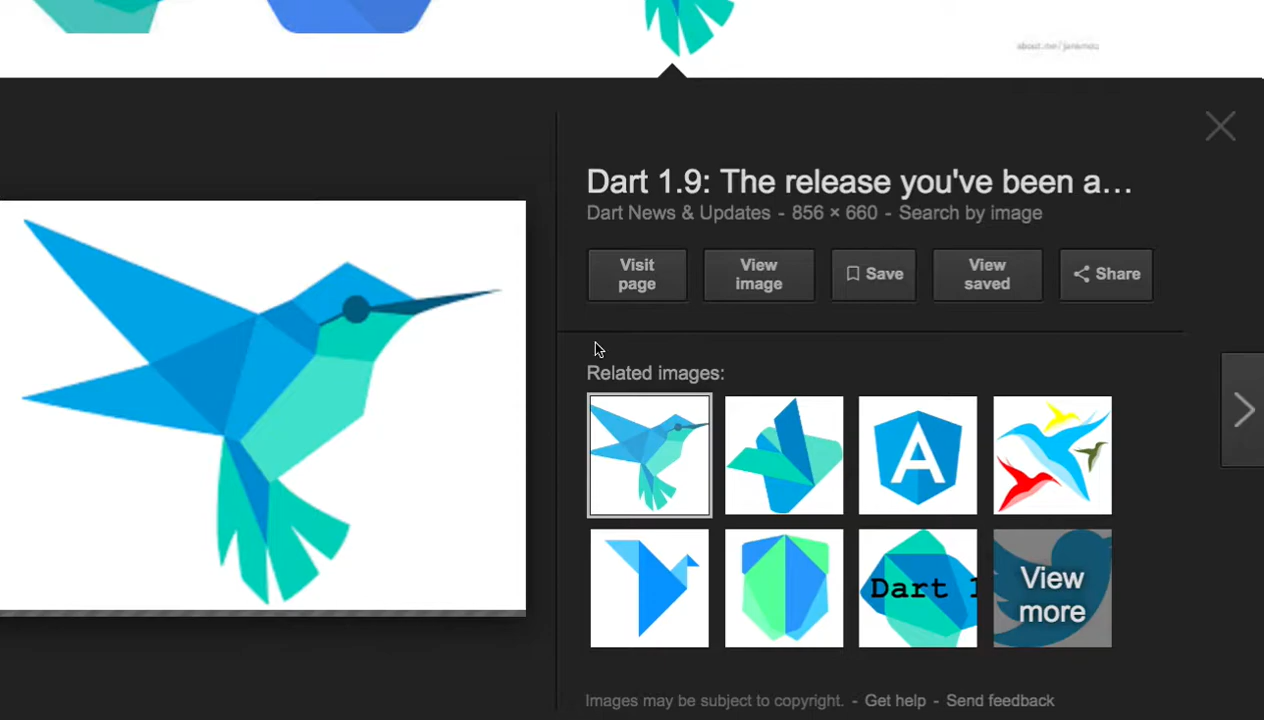 Dart 1.9: The release you've been a...
Dart News & Updates - 856 × 660 - Search by image
Visit page
View image
Save
View saved
Share
Related images:
A
Dart 1
View more
Images may be subject to copyright. - Get help - Send feedback